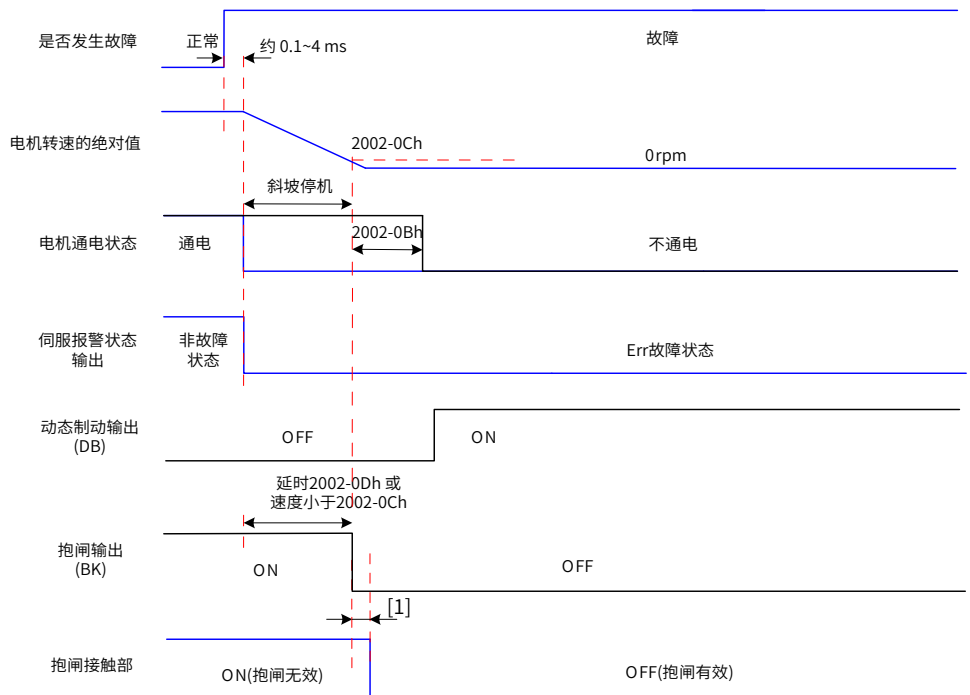 是否发生故障
正常
约 0.1~4 ms
故障
电机转速的绝对值
2002-0Ch
0rpm
斜坡停机
电机通电状态
通电
2002-0Bh
不通电
伺服报警状态
输出
非故障
状态
Err故障状态
动态制动输出
(DB)
OFF
ON
延时2002-0Dh 或
速度小于2002-0Ch
抱闸输出
(BK)
ON
OFF
[1]
抱闸接触部
ON(抱闸无效)
OFF(抱闸有效)